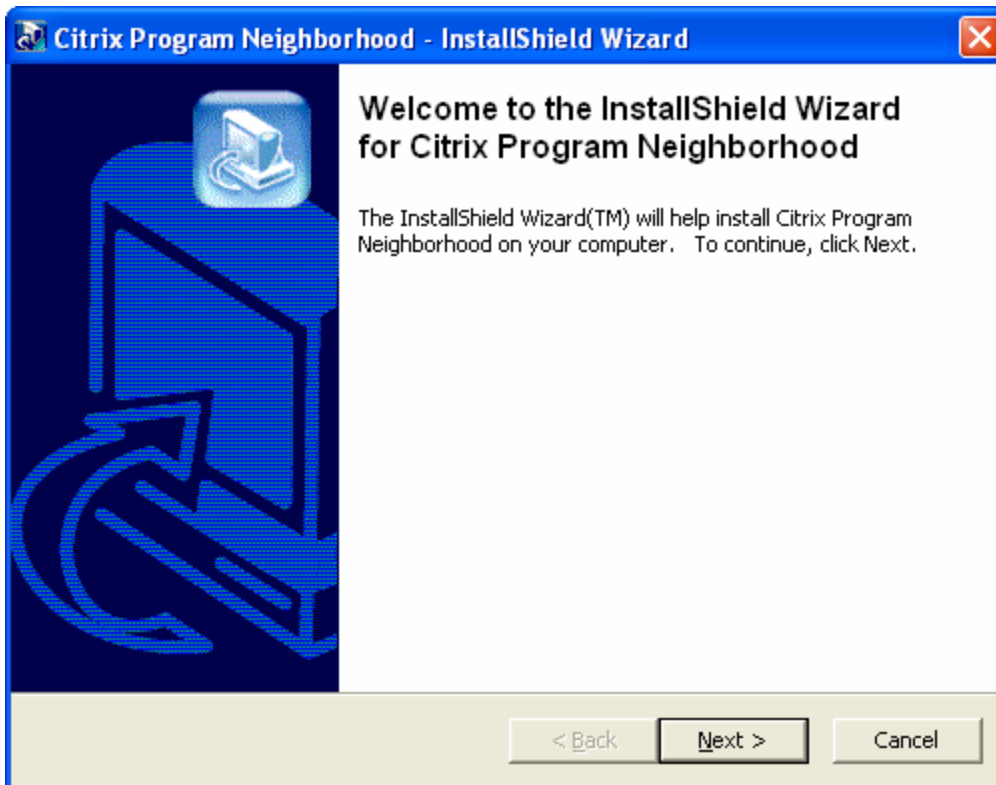 Citrix Program Neighborhood - InstallShield Wizard
Welcome to the InstallShield Wizard
for Citrix Program Neighborhood
The InstallShield Wizard(TM) will help install Citrix Program
Neighborhood on your computer.   To continue, click Next.
< Back
Next >
Cancel